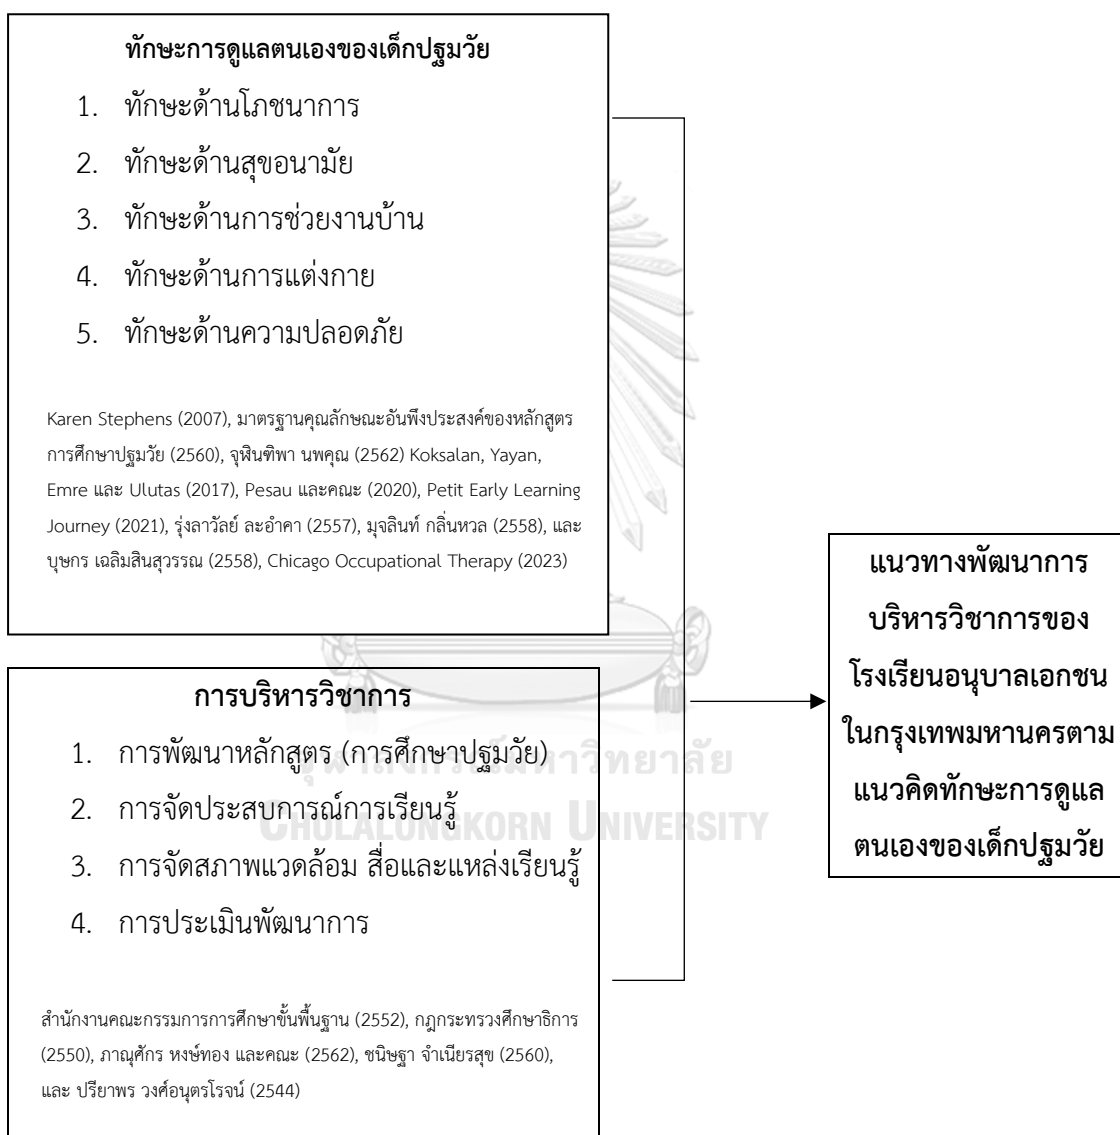 ทักษะการดูแลตนเองของเด็กปฐมวัย
1. ทักษะด้านโภชนาการ
2. ทักษะด้านสุขอนามัย
3. ทักษะด้านการช่วยงานบ้าน
4. ทักษะด้านการแต่งกาย
5. ทักษะด้านความปลอดภัย
Karen Stephens (2007), มาตรฐานคุณลักษณะอันพึงประสงค์ของหลักสูตร
การศึกษาปฐมวัย (2560), จุฬินฑิพา นพคุณ (2562) Koksalan, Yayan,
Emre และ Ulutas (2017), Pesau และคณะ (2020), Petit Early Learning
Journey (2021), รุ่งลาวัลย์ ละอำคา (2557), มุจลินท์ กลิ่นหวล (2558), และ
บุษกร เฉลิมสินสุวรรณ (2558), Chicago Occupational Therapy (2023)
การบริหารวิชาการ
1. การพัฒนาหลักสูตร (การศึกษาปฐมวัย)
2. การจัดประสบการณ์การเรียนรู้
3. การจัดสภาพแวดล้อม สื่อและแหล่งเรียนรู้
4. การประเมินพัฒนาการ
สำนักงานคณะกรรมการการศึกษาขั้นพื้นฐาน (2552), กฎกระทรวงศึกษาธิการ
(2550), ภาณุศักร หงษ์ทอง และคณะ (2562), ชนิษฐา จำเนียรสุข (2560),
และ ปรียาพร วงศ์อนุตรโรจน์ (2544)
แนวทางพัฒนาการ
บริหารวิชาการของ
โรงเรียนอนุบาลเอกชน
ในกรุงเทพมหานครตาม
แนวคิดทักษะการดูแล
ตนเองของเด็กปฐมวัย
จุฬาลงกรณ์มหาวิทยาลัย
CHULALONGKORN UNIVERSITY